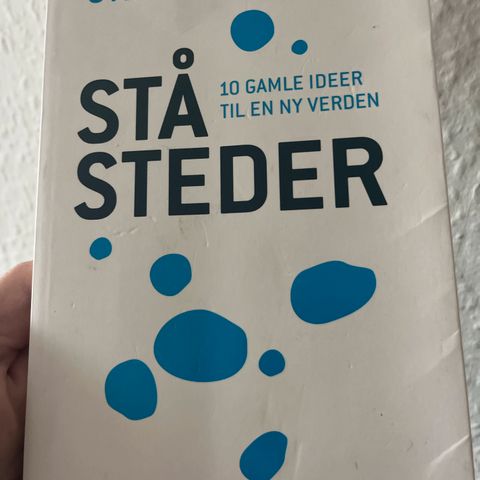 10 GAMLE IDEER
TIL EN NY VERDEN
STÅ
STEDER